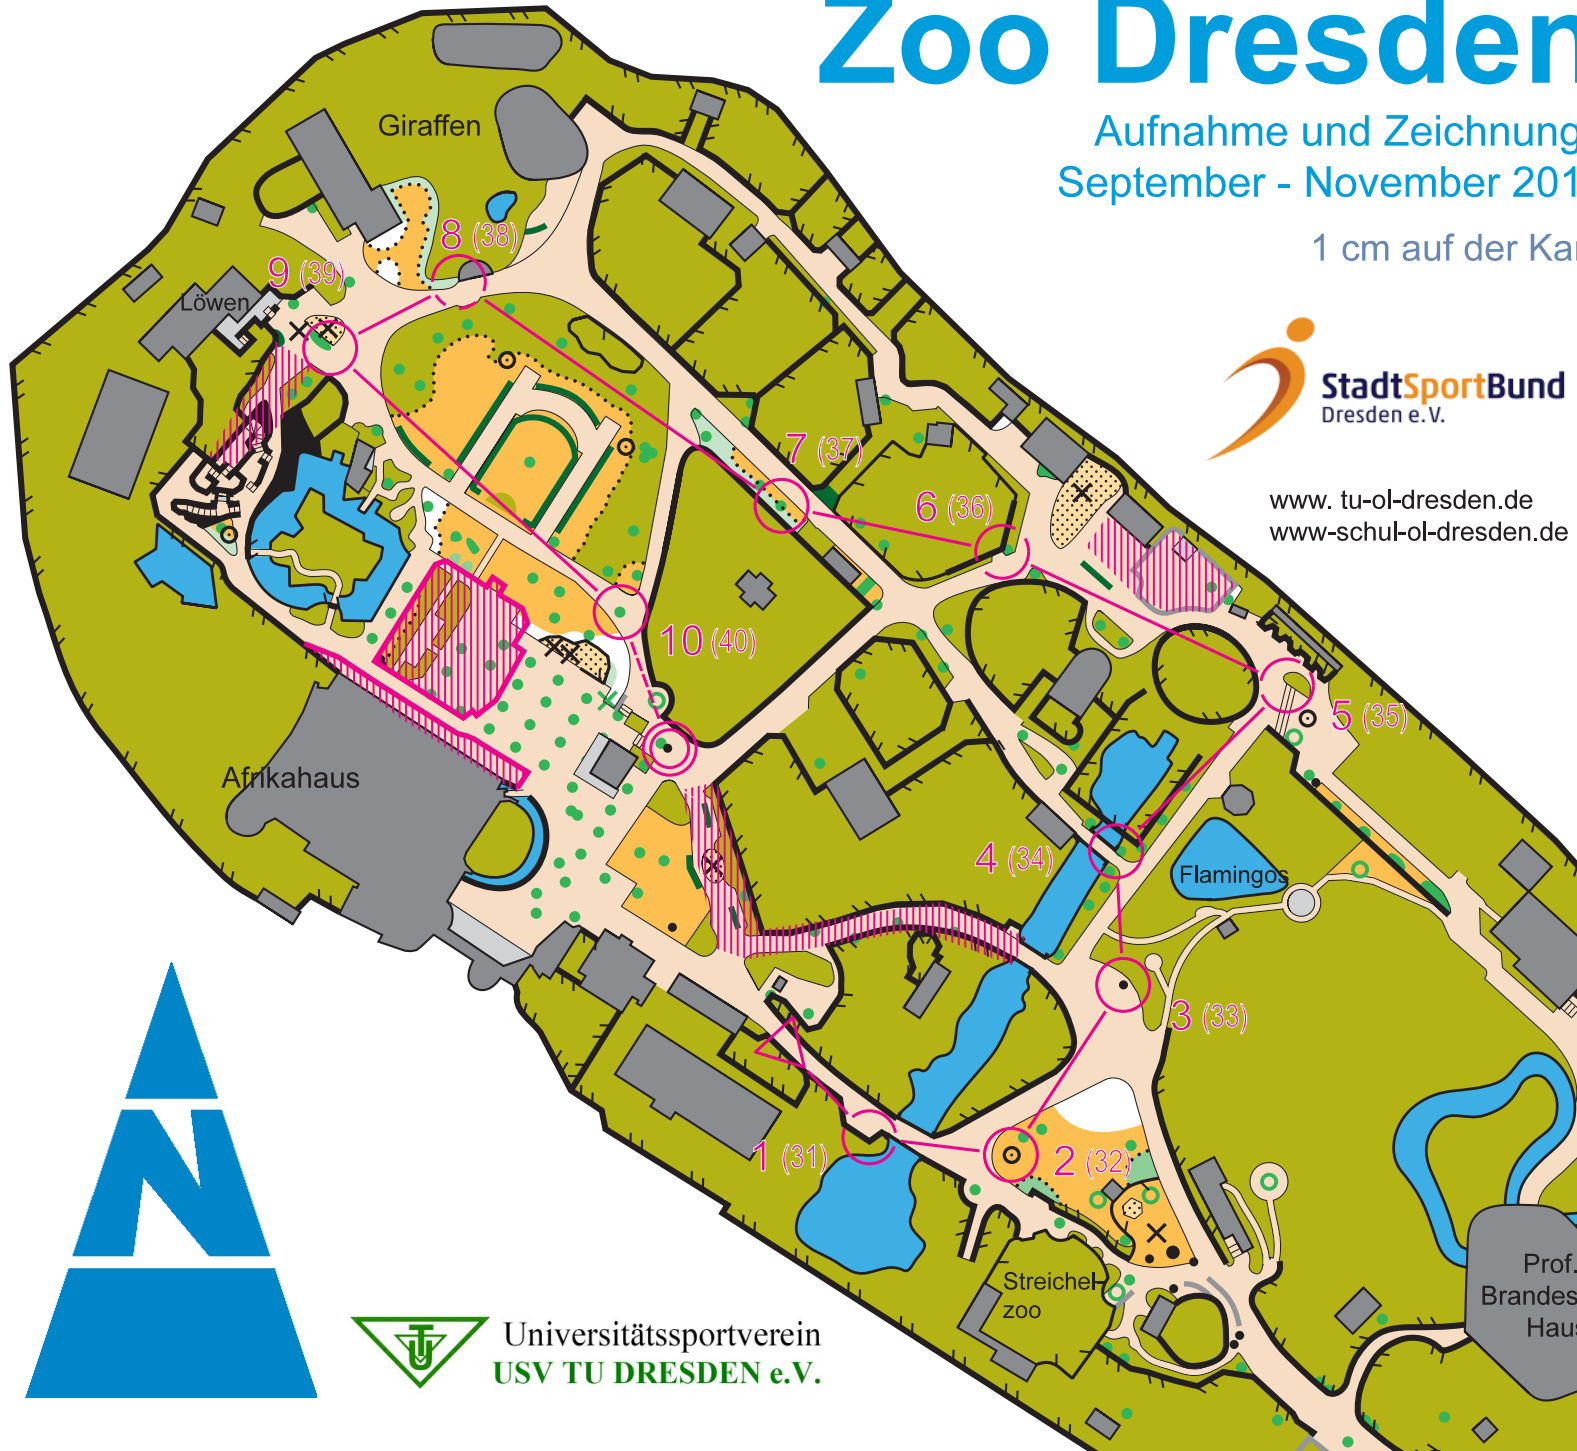 Zoo Dresden
Aufnahme und Zeichnung
September - November 201
1 cm auf der Kar
StadtSportBund
Dresden e.V.
www. tu-ol-dresden.de
www-schul-ol-dresden.de
Giraffen
8 (38)
9 (39)
Löwen
7 (37)
6 (36)
10 (40)
5 (35)
Afrikahaus
4 (34)
Flamingos
3 (33)
1 (31)
2 (32)
Streichel-
zoo
Prof.
Brandes
Haus
N
TU
Universitätssportverein
USV TU DRESDEN e.V.